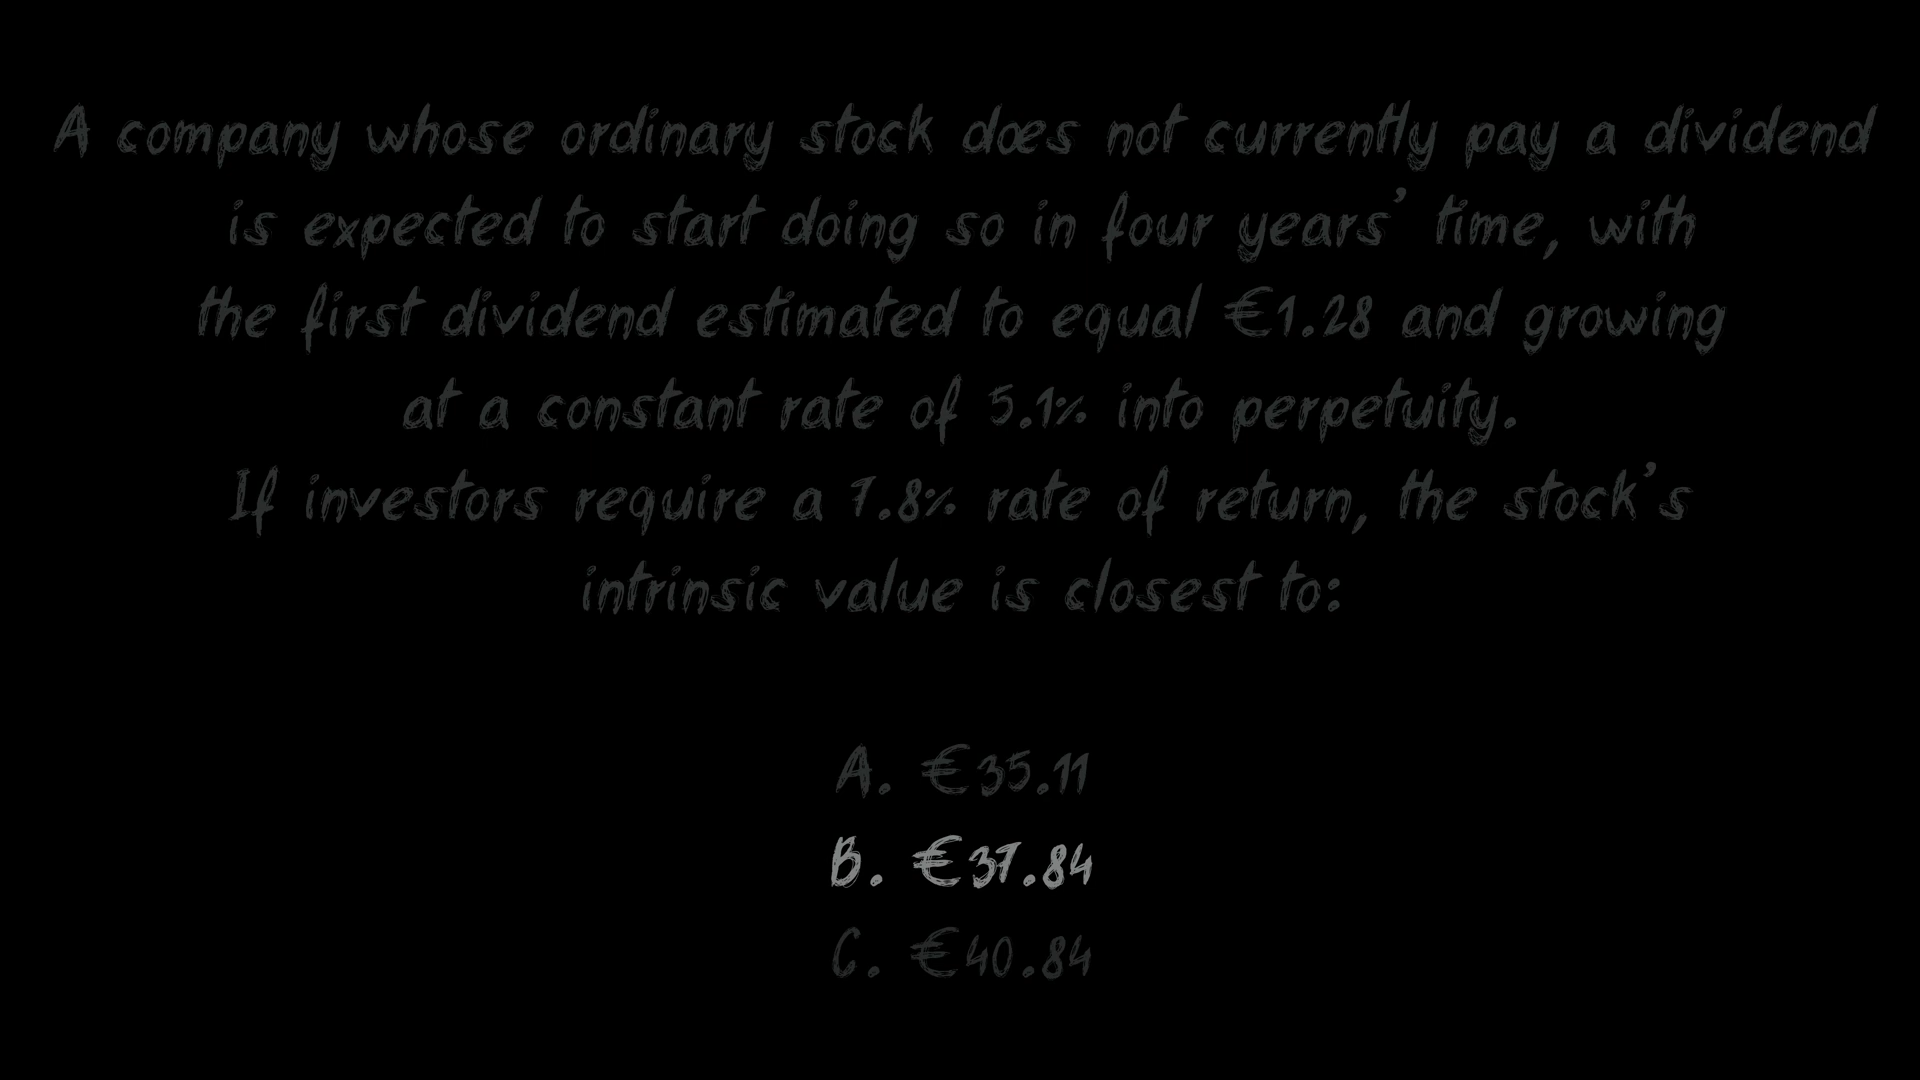 A company whose ordinary stock does not currently pay a dividend
is expected to start doing so in four years’ time, with
the first dividend estimated to equal €1.28 and growing
at a constant rate of 5.1% into perpetuity.
If investors require a 7.8% rate of return, the stock’s
intrinsic value is closest to:
A. €35.11
B. €37.84
C. €40.84